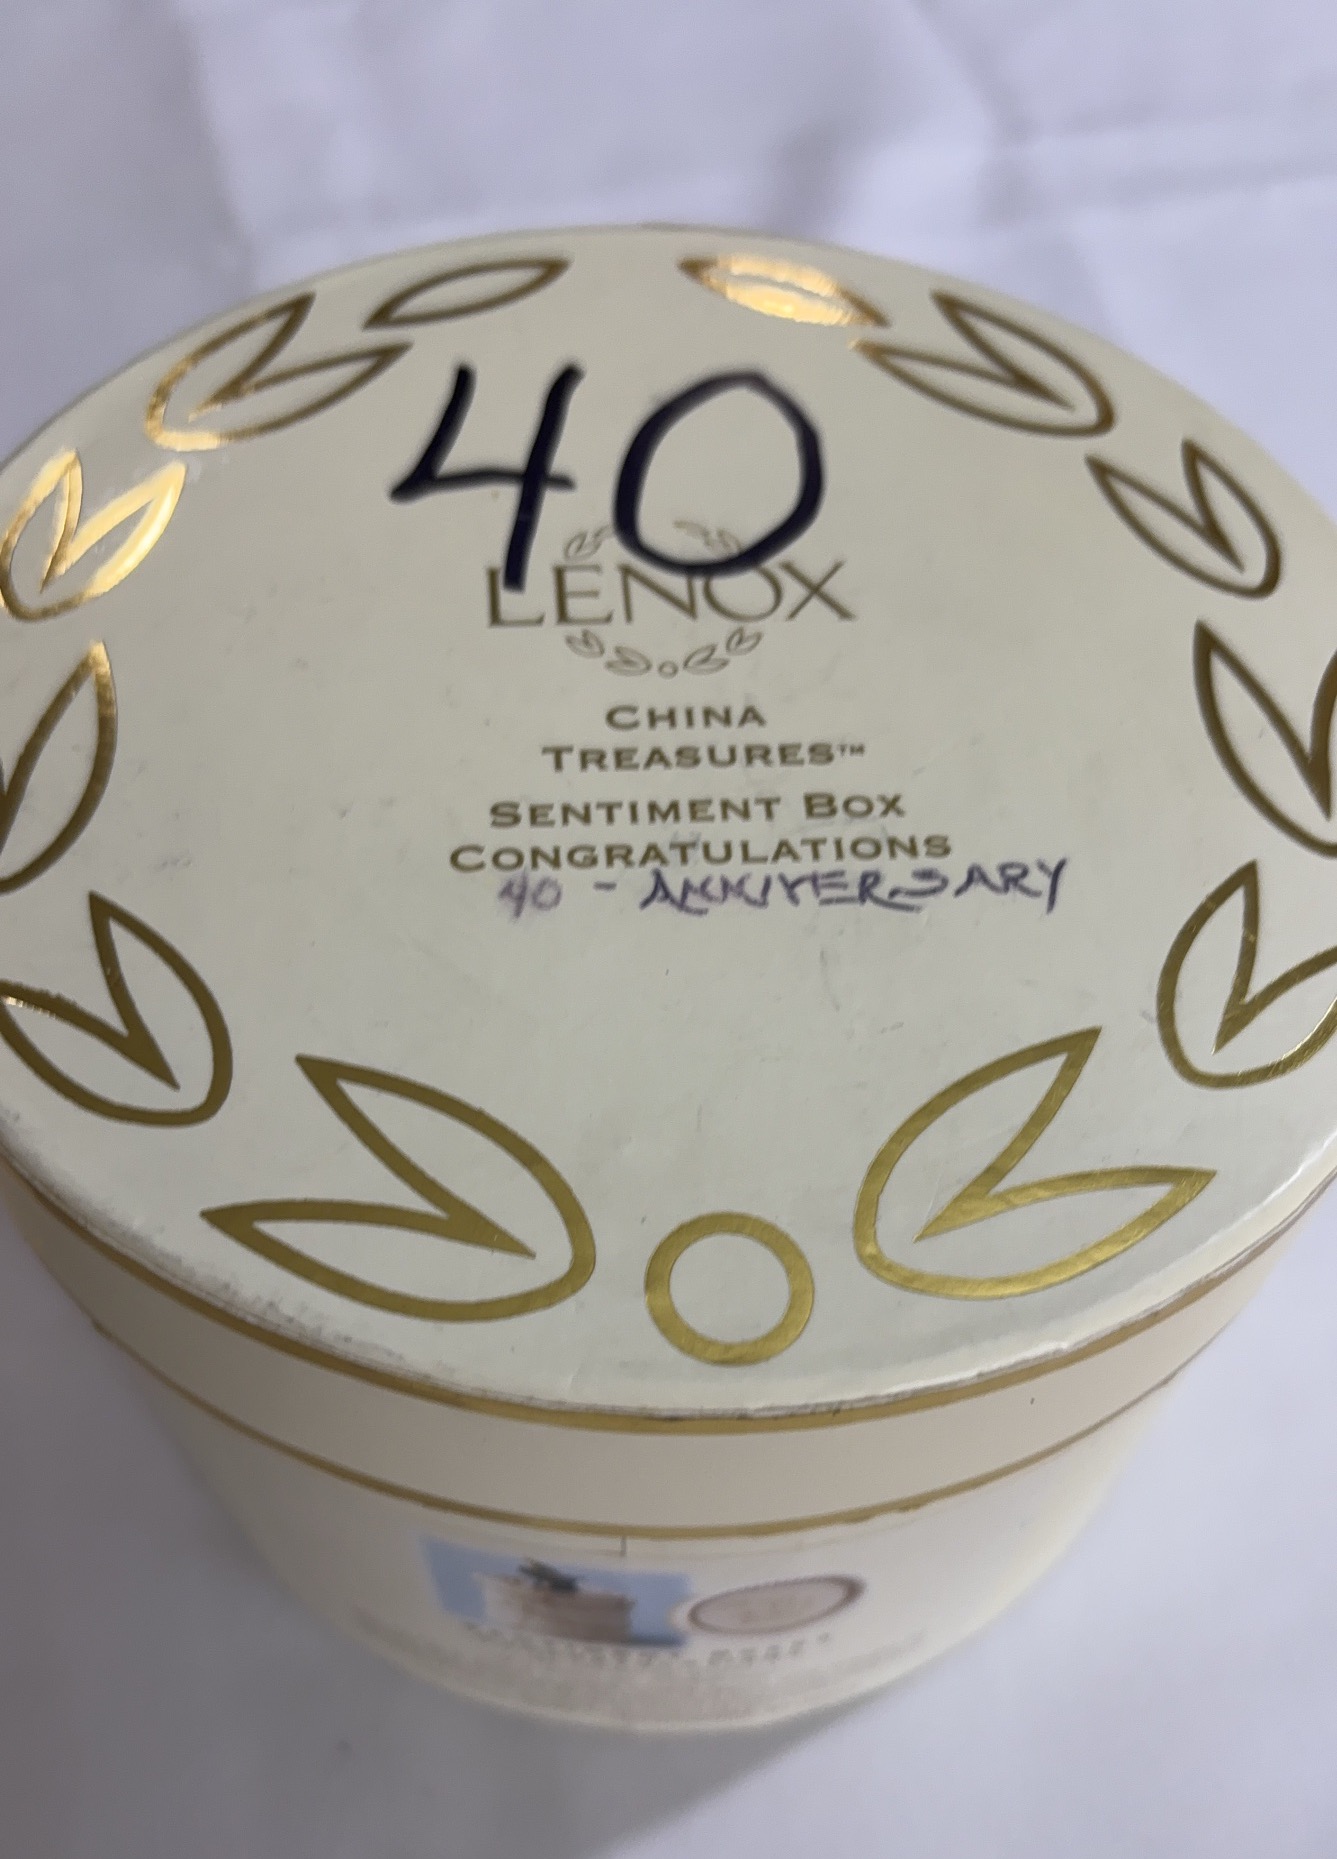 40
LENOX
CHINA
TREASURES™
SENTIMENT BOX
CONGRATULATIONS
40 - ANNIVERSARY